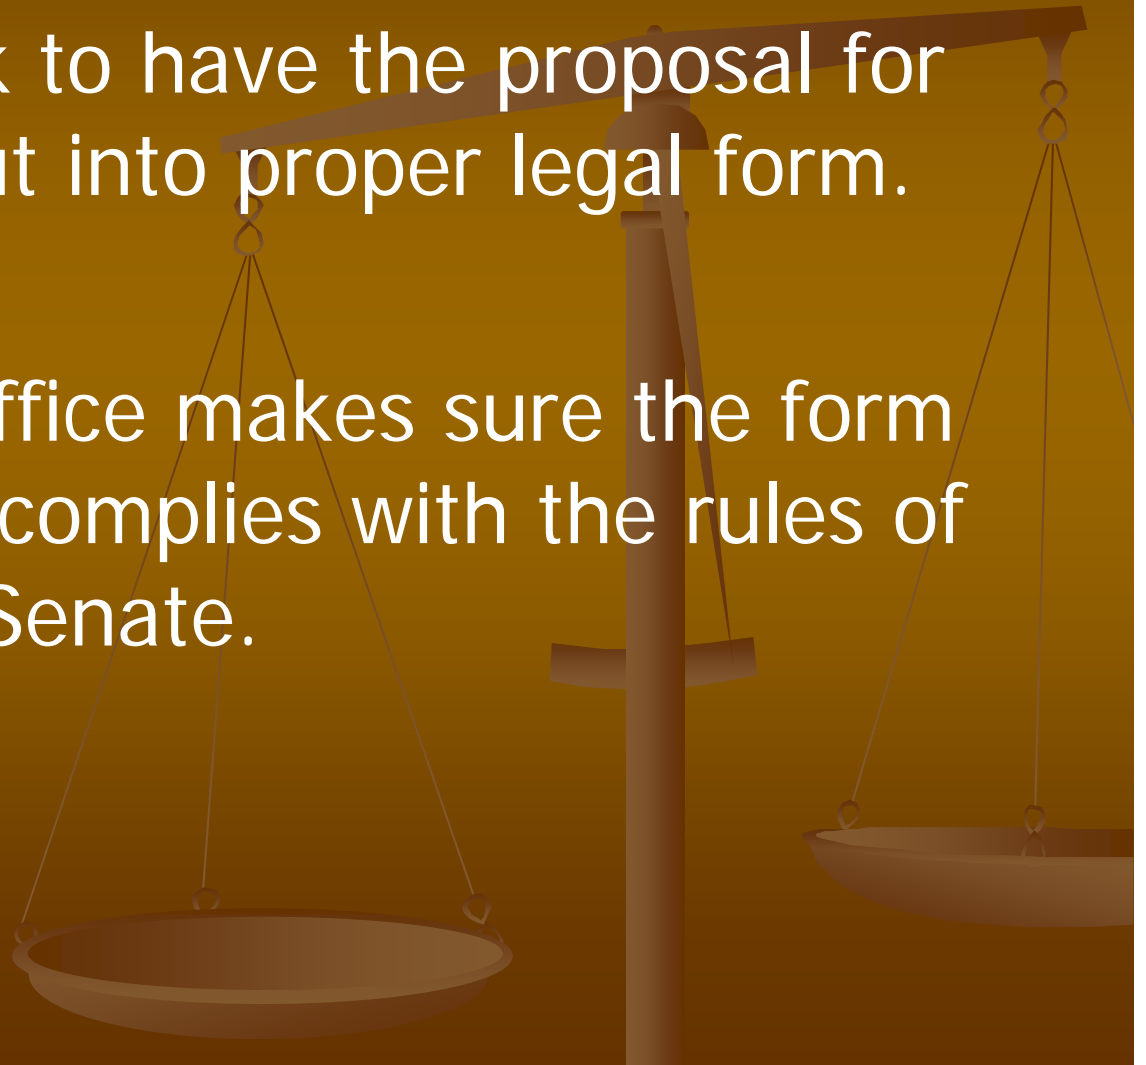 to have the proposal for
into proper legal form.
makes sure the form
complies with the rules of
Senate.